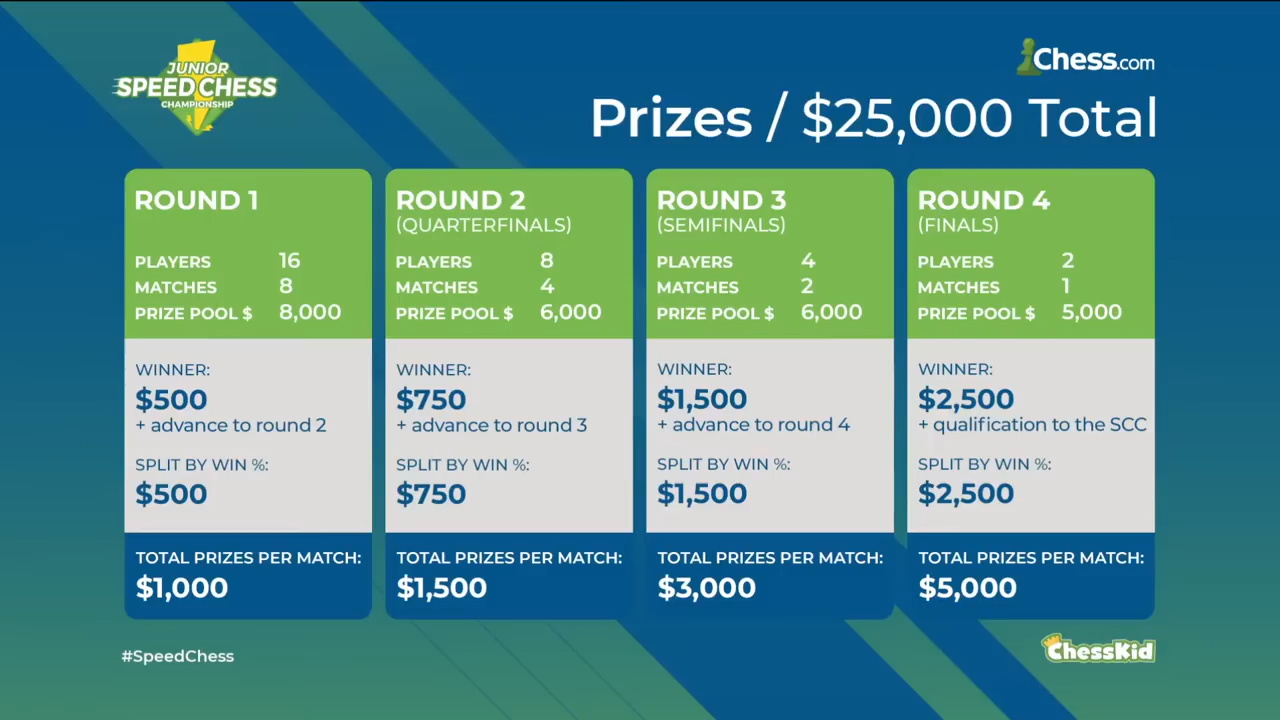 JUNIOR
SPEED CHESS
CHAMPIONSHIP
Chess.com
Prizes / $25,000 Total
ROUND 1
PLAYERS 16
MATCHES 8
PRIZE POOL $ 8,000
WINNER:
$500
+ advance to round 2
SPLIT BY WIN %:
$500
TOTAL PRIZES PER MATCH:
$1,000
ROUND 2
(QUARTERFINALS)
PLAYERS 8
MATCHES 4
PRIZE POOL $ 6,000
WINNER:
$750
+ advance to round 3
SPLIT BY WIN %:
$750
TOTAL PRIZES PER MATCH:
$1,500
ROUND 3
(SEMIFINALS)
PLAYERS 4
MATCHES 2
PRIZE POOL $ 6,000
WINNER:
$1,500
+ advance to round 4
SPLIT BY WIN %:
$1,500
TOTAL PRIZES PER MATCH:
$3,000
ROUND 4
(FINALS)
PLAYERS 2
MATCHES 1
PRIZE POOL $ 5,000
WINNER:
$2,500
+ qualification to the SCC
SPLIT BY WIN %:
$2,500
TOTAL PRIZES PER MATCH:
$5,000
#SpeedChess
ChessKid